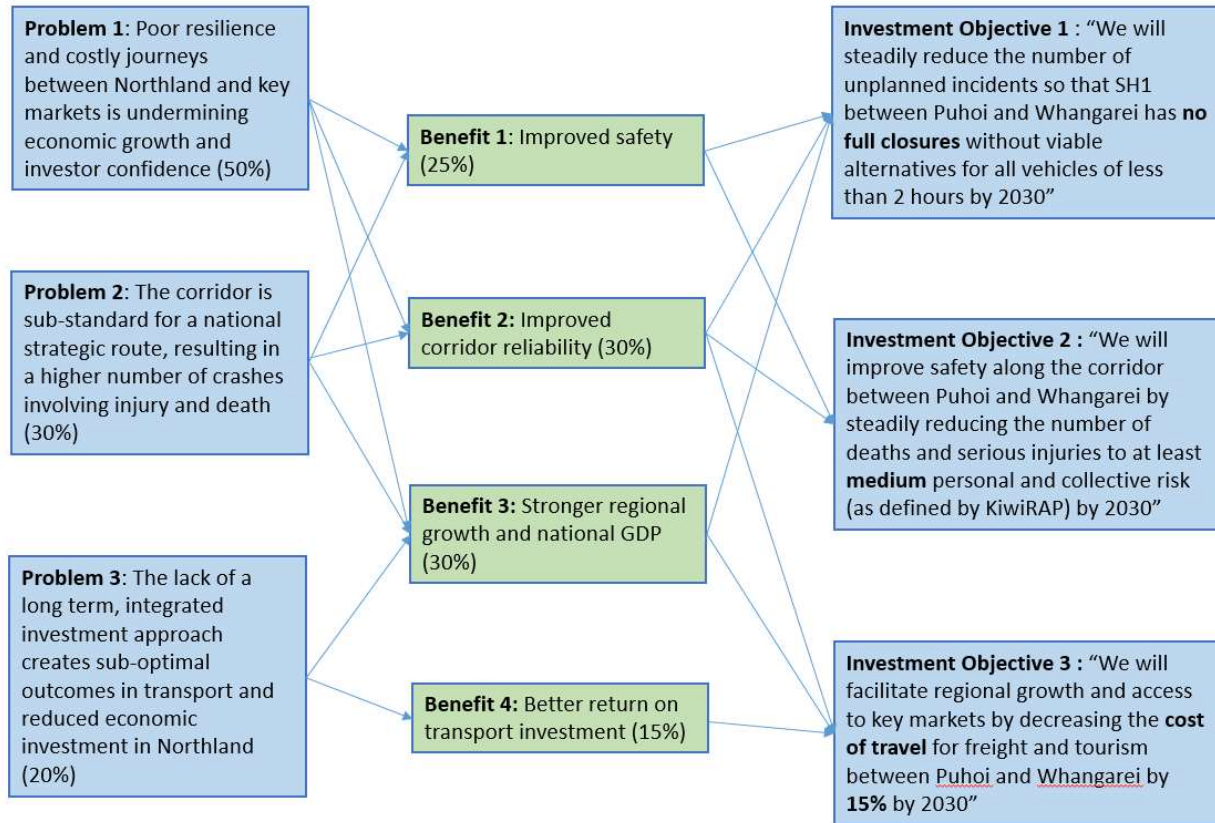 Problem 1: Poor resilience
and costly journeys
between Northland and key
markets is undermining
economic growth and
investor confidence (50%)
Problem 2: The corridor is
sub-standard for a national
strategic route, resulting in
a higher number of crashes
involving injury and death
(30%)
Problem 3: The lack of a
long term, integrated
investment approach
creates sub-optimal
outcomes in transport and
reduced economic
investment in Northland
(20%)
Benefit 1: Improved safety
(25%)
Benefit 2: Improved
corridor reliability (30%)
Benefit 3: Stronger regional
growth and national GDP
(30%)
Benefit 4: Better return on
transport investment (15%)
Investment Objective 1 : “We will
steadily reduce the number of
unplanned incidents so that SH1
between Puhoi and Whangarei has no
full closures without viable
alternatives for all vehicles of less
than 2 hours by 2030”
Investment Objective 2 : “We will
improve safety along the corridor
between Puhoi and Whangarei by
steadily reducing the number of
deaths and serious injuries to at least
medium personal and collective risk
(as defined by KiwiRAP) by 2030”
Investment Objective 3 : “We will
facilitate regional growth and access
to key markets by decreasing the cost
of travel for freight and tourism
between Puhoi and Whangarei by
15% by 2030”